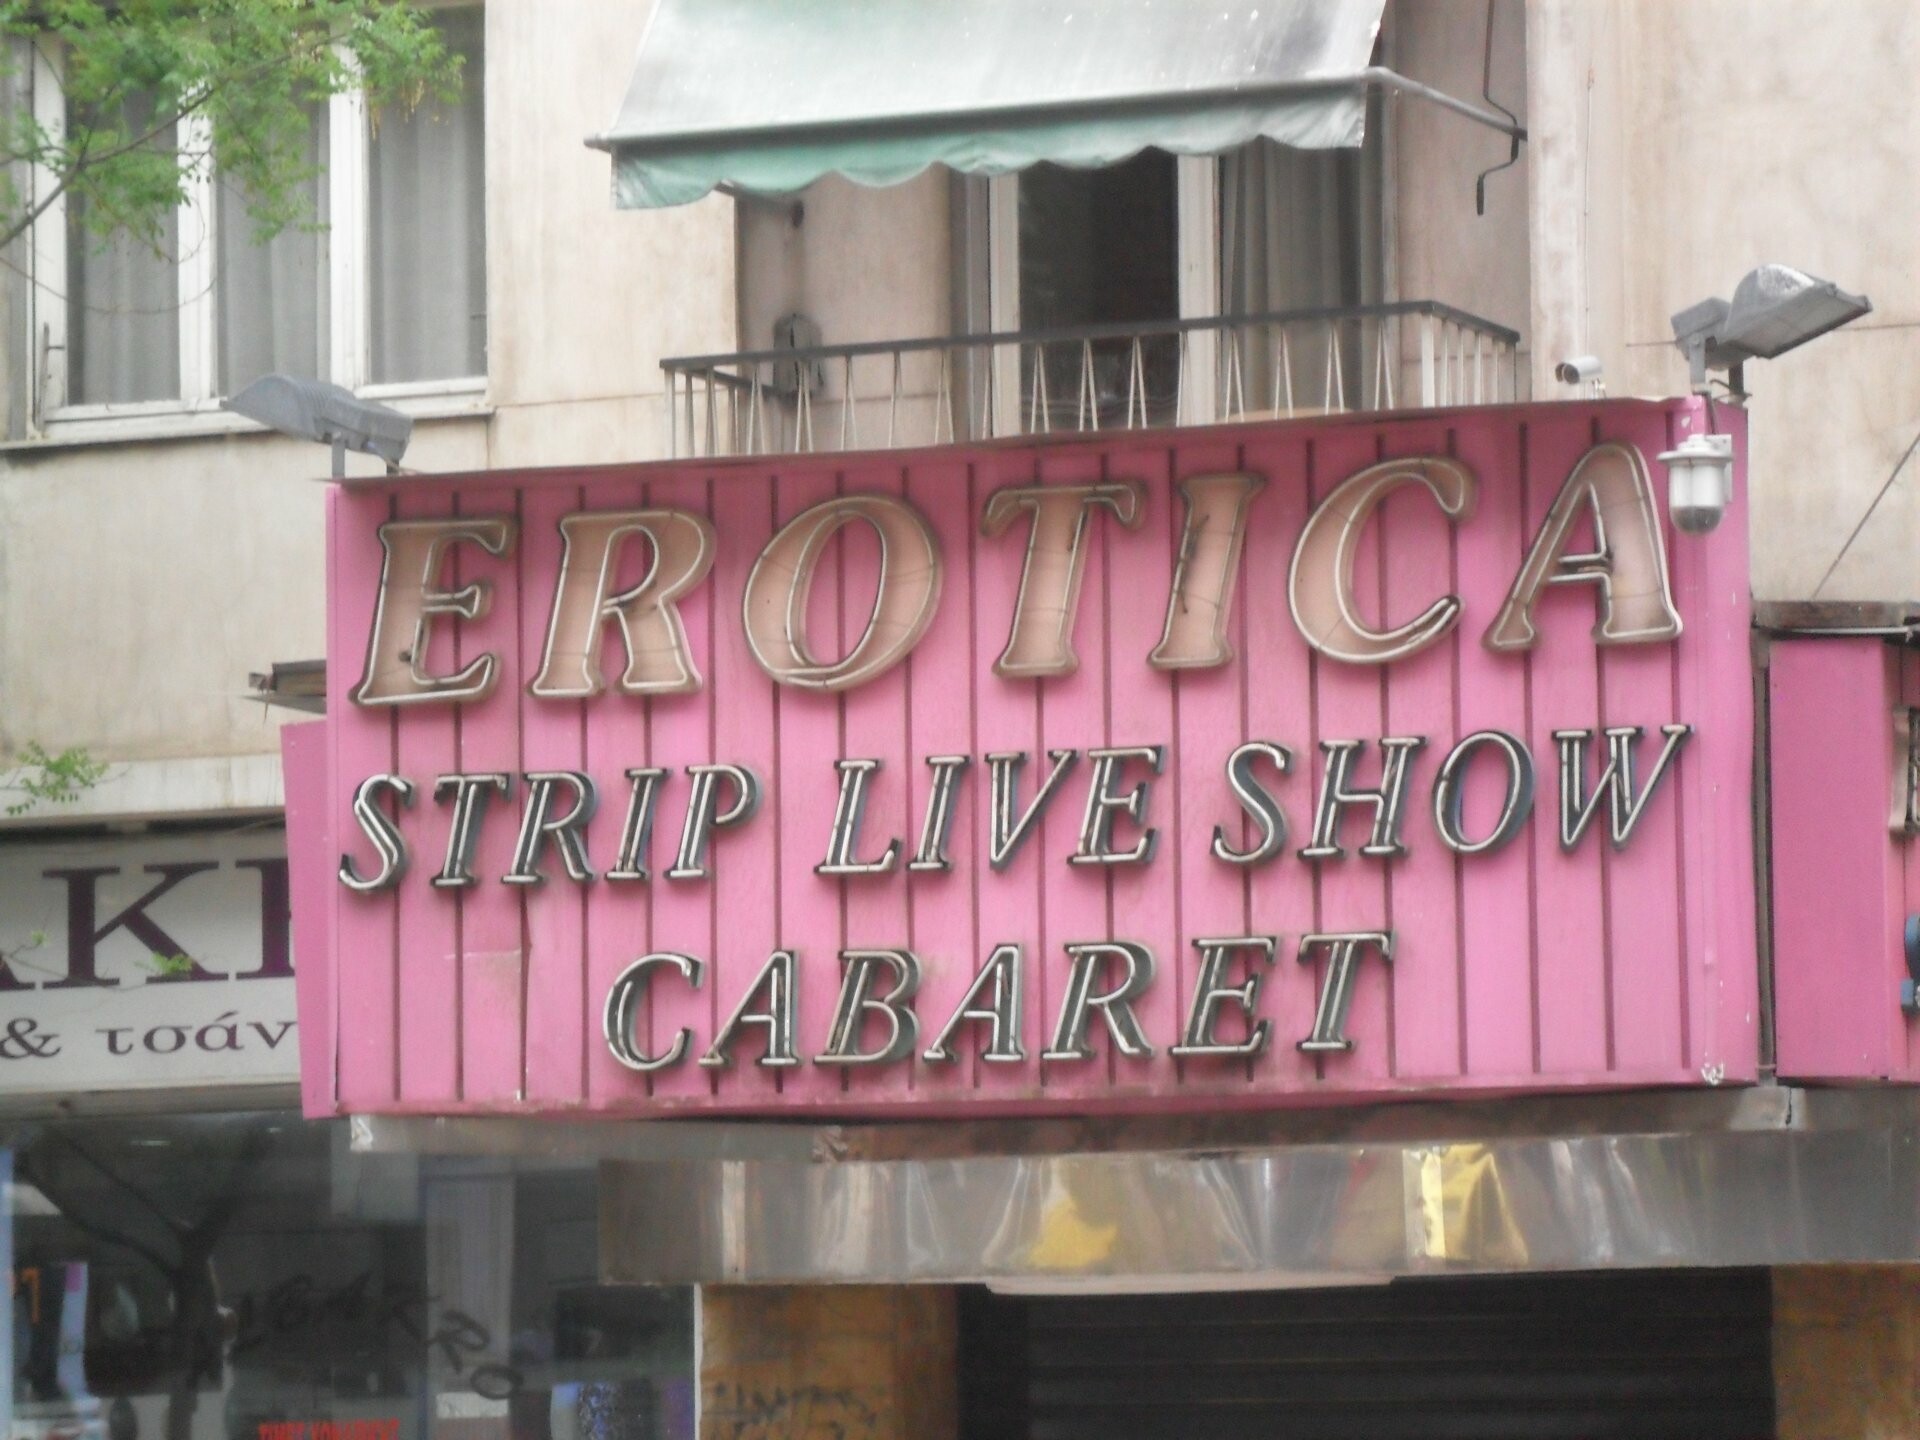 EROTICA
STRIP LIVE SHOW
CABARET
& τσάν